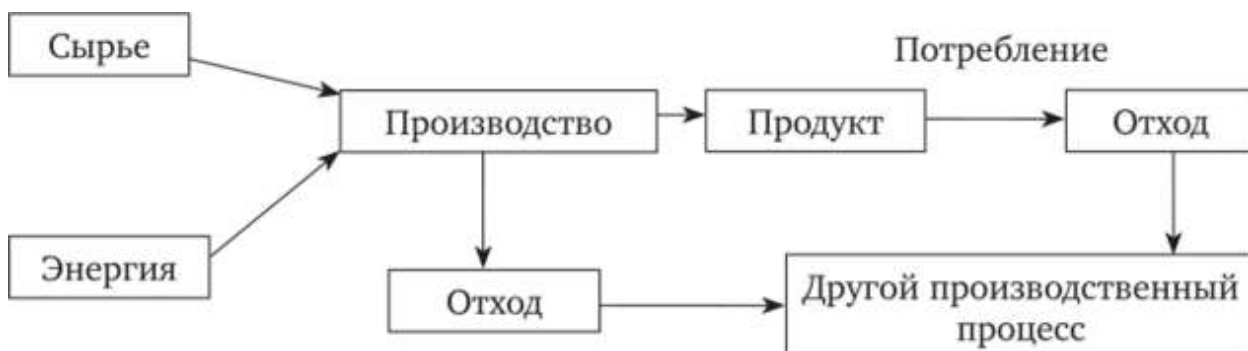 Сырье
Потребление
Производство
Продукт
Отход
Энергия
Отход
Другой производственный
процесс